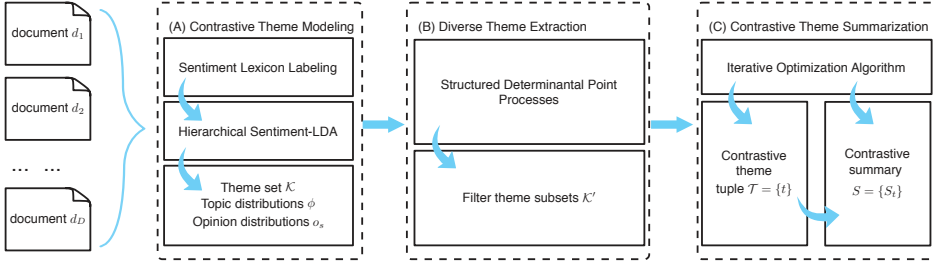 document d₁
document d₂
... ...
document d_D
(A) Contrastive Theme Modeling
Sentiment Lexicon Labeling
Hierarchical Sentiment-LDA
Theme set 𝒦
Topic distributions ϕ
Opinion distributions oₛ
(B) Diverse Theme Extraction
Structured Determinantal Point
Processes
Filter theme subsets 𝒦′
(C) Contrastive Theme Summarization
Iterative Optimization Algorithm
Contrastive
theme
tuple 𝒯 = {t}
Contrastive
summary
S = {Sₜ}